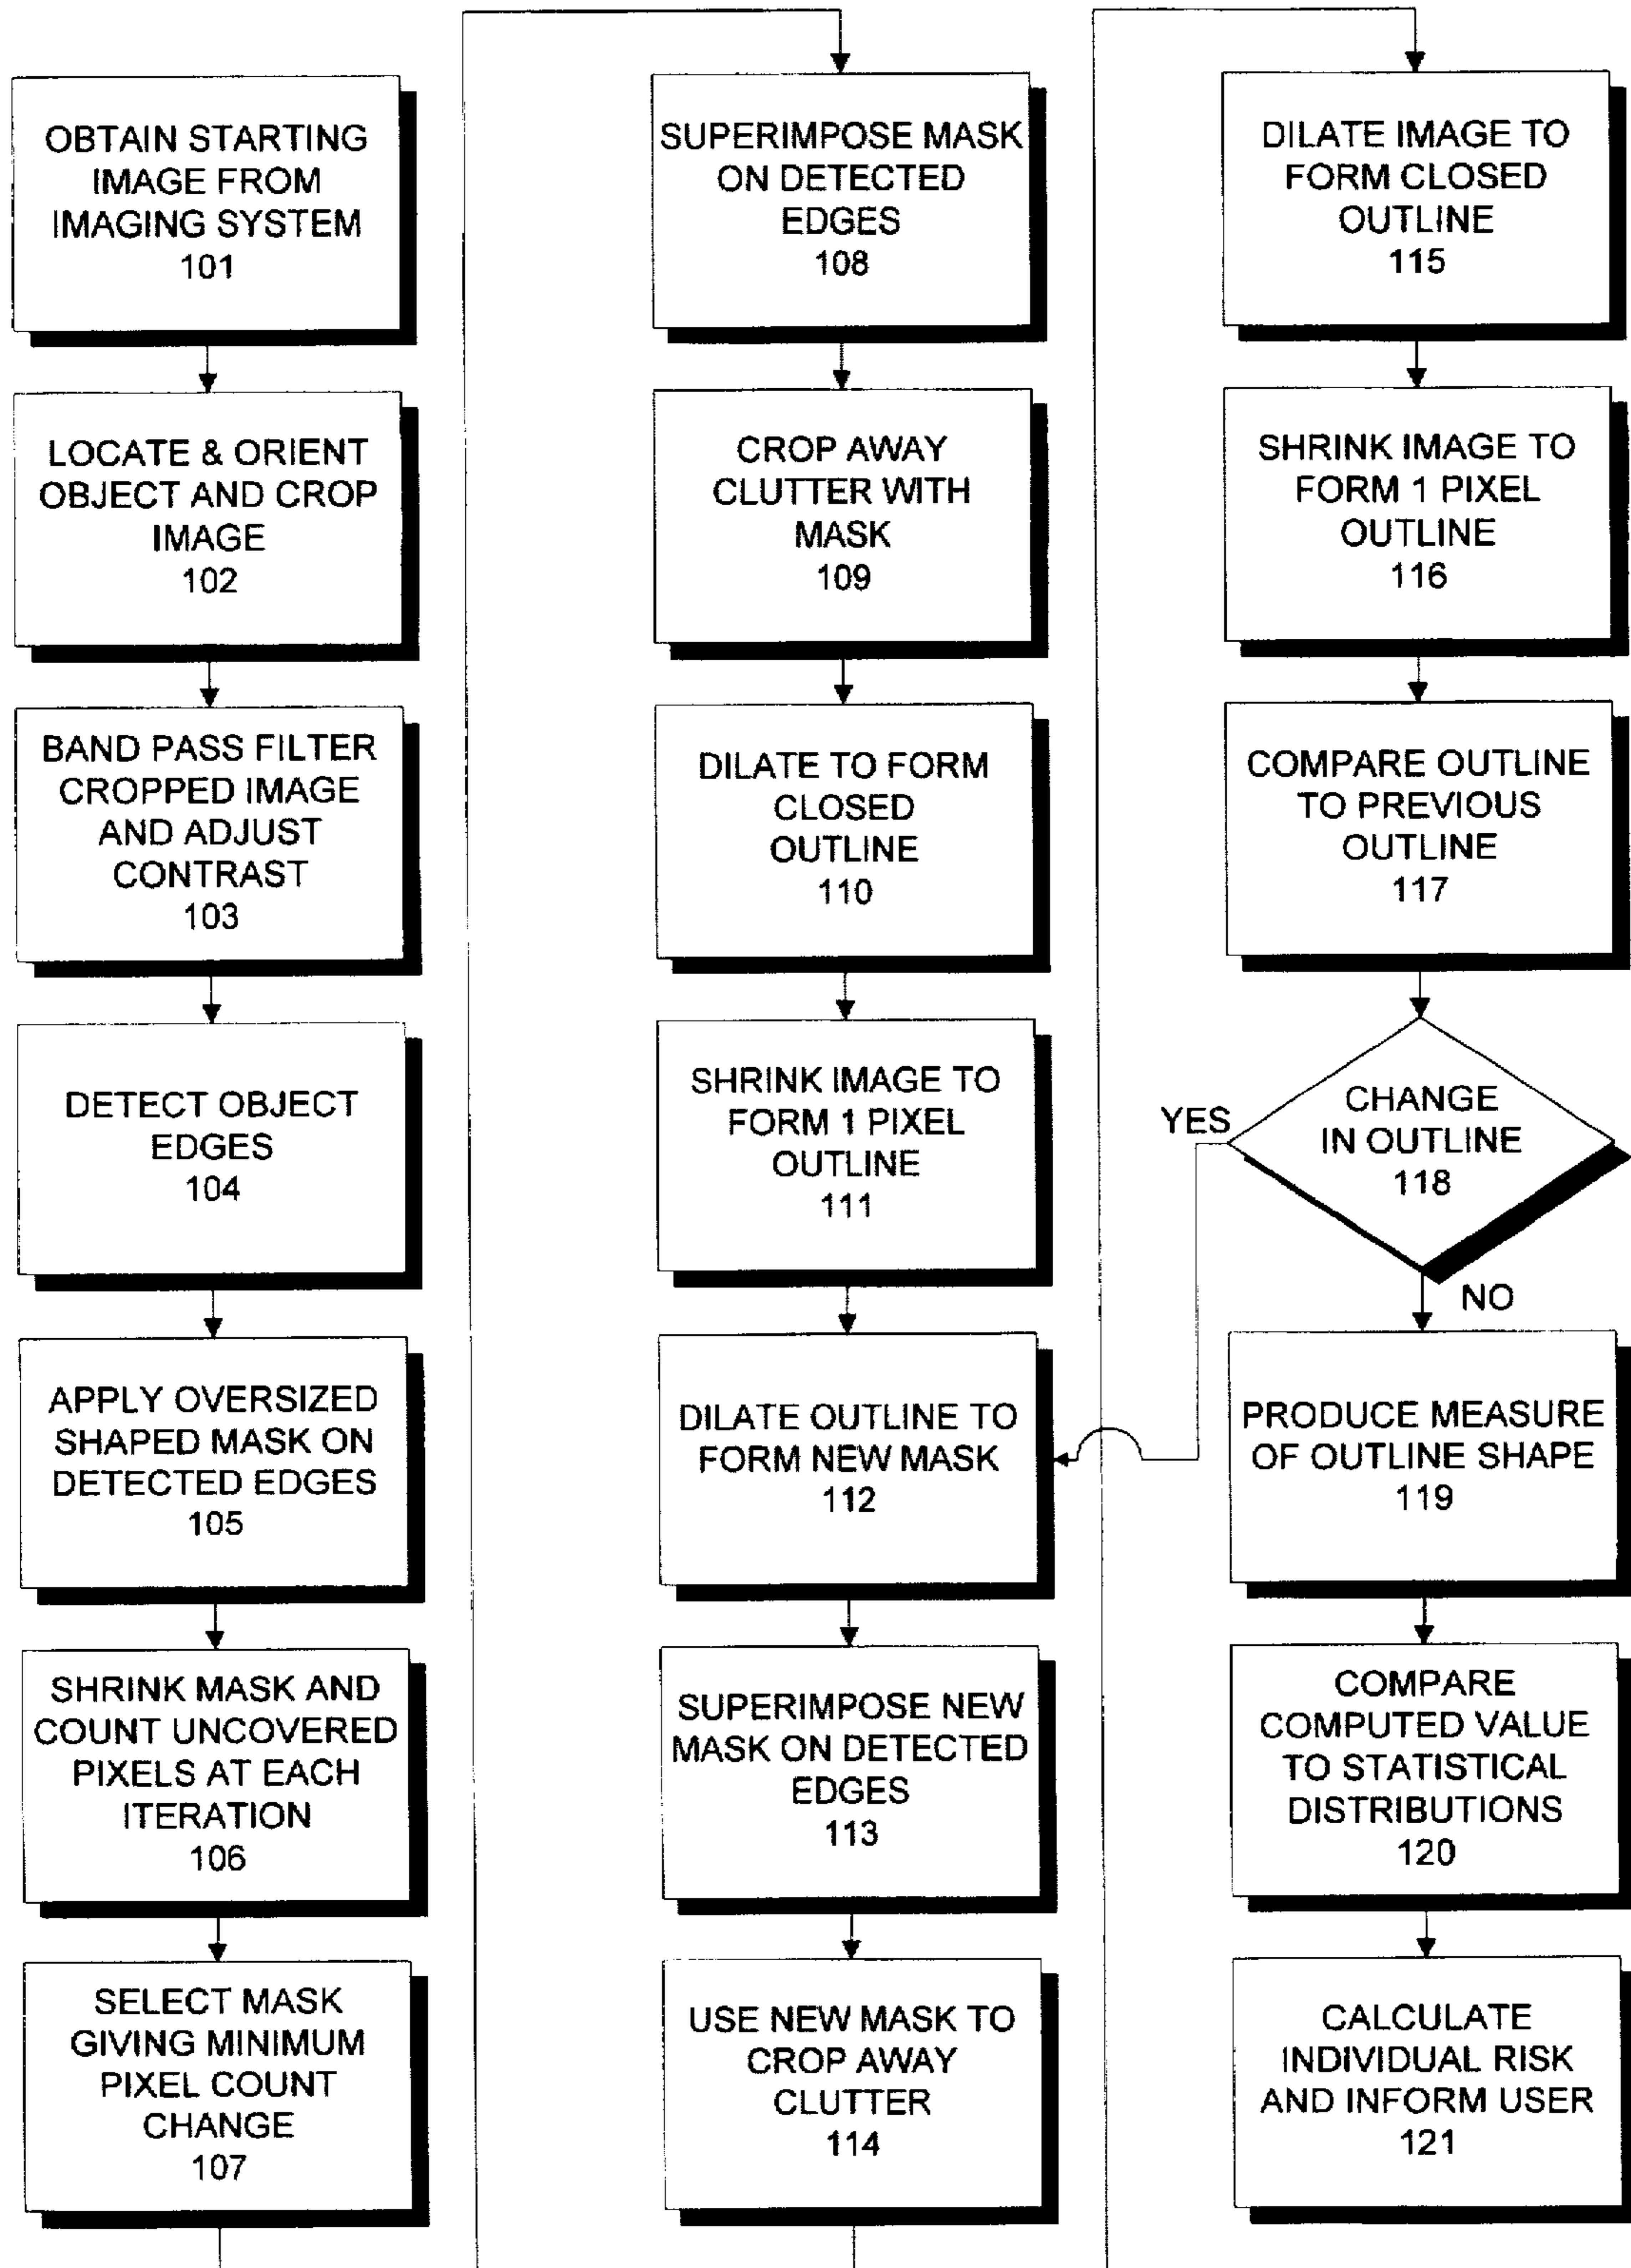 OBTAIN STARTING
IMAGE FROM
IMAGING SYSTEM
101
LOCATE & ORIENT
OBJECT AND CROP
IMAGE
102
BAND PASS FILTER
CROPPED IMAGE
AND ADJUST
CONTRAST
103
DETECT OBJECT
EDGES
104
APPLY OVERSIZED
SHAPED MASK ON
DETECTED EDGES
105
SHRINK MASK AND
COUNT UNCOVERED
PIXELS AT EACH
ITERATION
106
SELECT MASK
GIVING MINIMUM
PIXEL COUNT
CHANGE
107
SUPERIMPOSE MASK
ON DETECTED
EDGES
108
CROP AWAY
CLUTTER WITH
MASK
109
DILATE TO FORM
CLOSED
OUTLINE
110
SHRINK IMAGE TO
FORM 1 PIXEL
OUTLINE
111
DILATE OUTLINE TO
FORM NEW MASK
112
SUPERIMPOSE NEW
MASK ON DETECTED
EDGES
113
USE NEW MASK TO
CROP AWAY
CLUTTER
114
DILATE IMAGE TO
FORM CLOSED
OUTLINE
115
SHRINK IMAGE TO
FORM 1 PIXEL
OUTLINE
116
COMPARE OUTLINE
TO PREVIOUS
OUTLINE
117
YES
CHANGE
IN OUTLINE
118
NO
PRODUCE MEASURE
OF OUTLINE SHAPE
119
COMPARE
COMPUTED VALUE
TO STATISTICAL
DISTRIBUTIONS
120
CALCULATE
INDIVIDUAL RISK
AND INFORM USER
121